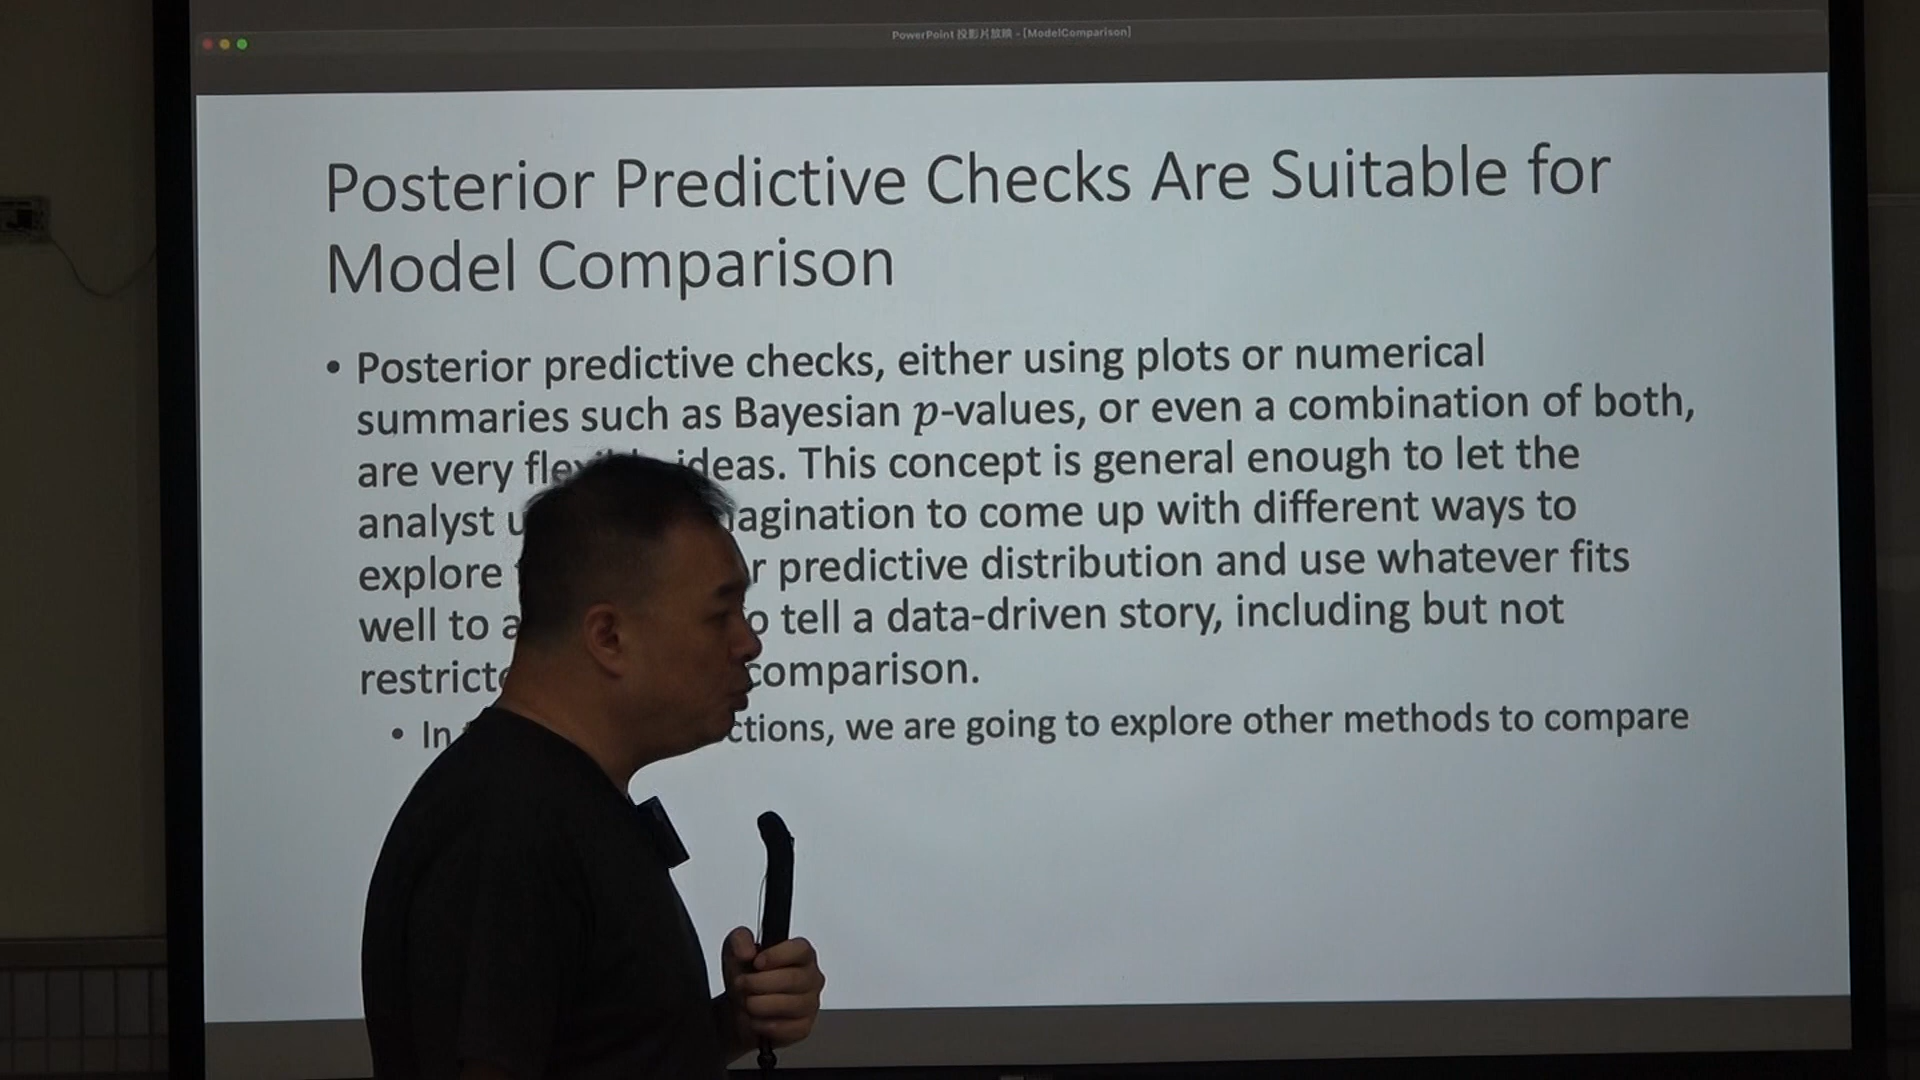 PowerPoint 投影片放映 - [ModelComparison]
Posterior Predictive Checks Are Suitable for
Model Comparison
• Posterior predictive checks, either using plots or numerical
summaries such as Bayesian p-values, or even a combination of both,
are very ideas. This concept is general enough to let the
analyst to come up with different ways to
explore predictive distribution and use whatever fits
well to tell a data-driven story, including but not
comparison.
• In we are going to explore other methods to compare